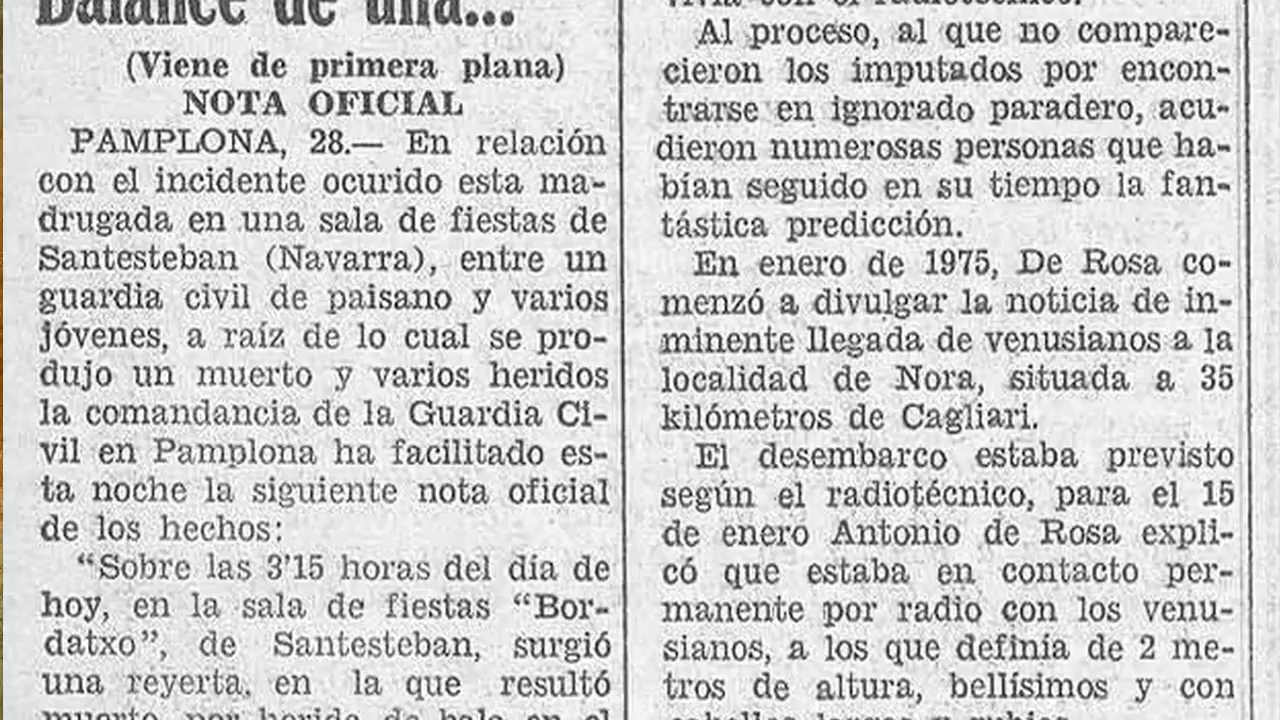 Balance de una...
(Viene de primera plana)
NOTA OFICIAL
PAMPLONA, 28.— En relación
con el incidente ocurido esta ma-
drugada en una sala de fiestas de
Santesteban (Navarra), entre un
guardia civil de paisano y varios
jóvenes, a raíz de lo cual se pro-
dujo un muerto y varios heridos
la comandancia de la Guardia Ci-
vil en Pamplona ha facilitado es-
ta noche la siguiente nota oficial
de los hechos:
“Sobre las 3’15 horas del día de
hoy, en la sala de fiestas “Bor-
datxo”, de Santesteban, surgió
una reyerta, en la que resultó
muerto por herida de bala en el
vivía con el radiotécnico.
Al proceso, al que no compare-
cieron los imputados por encon-
trarse en ignorado paradero, acu-
dieron numerosas personas que ha-
bían seguido en su tiempo la fan-
tástica predicción.
En enero de 1975, De Rosa co-
menzó a divulgar la noticia de in-
minente llegada de venusianos a la
localidad de Nora, situada a 35
kilómetros de Cagliari.
El desembarco estaba previsto
según el radiotécnico, para el 15
de enero Antonio de Rosa expli-
có que estaba en contacto per-
manente por radio con los venu-
sianos, a los que definía de 2 me-
tros de altura, bellísimos y con
cabellos largos y rubios